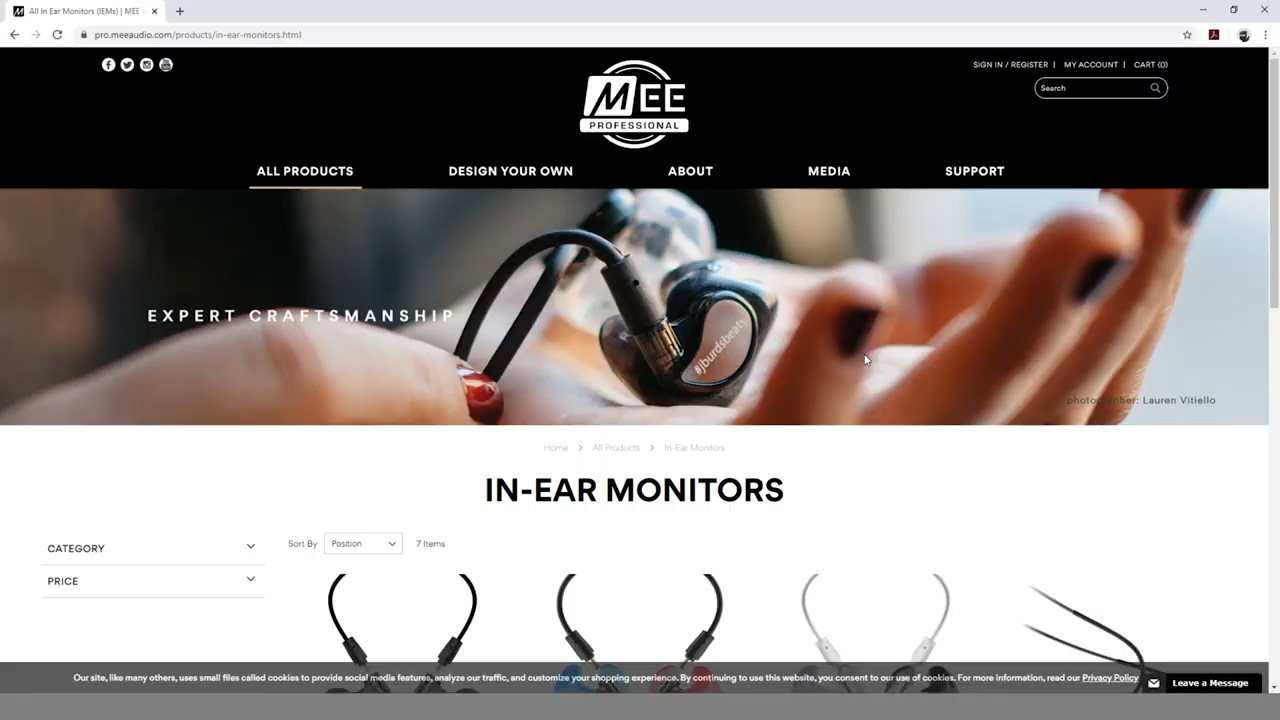 All In Ear Monitors (IEMs) | MEE
pro.meeaudio.com/products/in-ear-monitors.html
SIGN IN / REGISTER | MY ACCOUNT | CART (0)
Search
MEE
PROFESSIONAL
ALL PRODUCTS DESIGN YOUR OWN ABOUT MEDIA SUPPORT
EXPERT CRAFTSMANSHIP
#jburdsbeats
photographer: Lauren Vitiello
Home > All Products > In-Ear Monitors
IN-EAR MONITORS
CATEGORY
PRICE
Sort By Position 7 Items
Our site, like many others, uses small files called cookies to provide social media features, analyze our traffic, and customize your shopping experience. By continuing to use this website, you consent to our use of cookies. For more information, read our Privacy Policy
Leave a Message